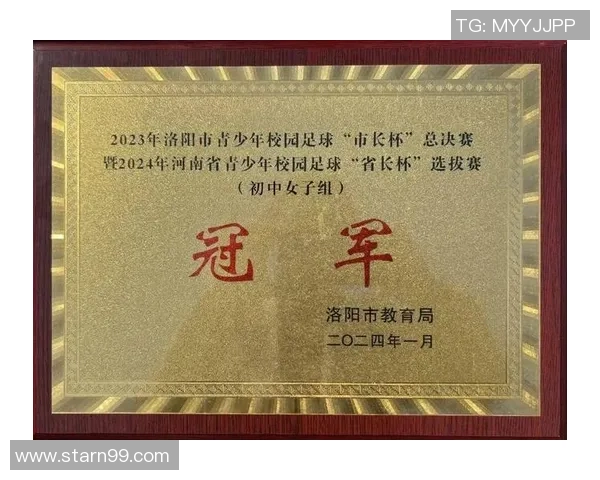 TG: MYYJJPP
2023年洛阳市青少年校园足球“市长杯”总决赛
暨2024年河南省青少年校园足球“省长杯”选拔赛
（初中女子组）
冠 军
洛阳市教育局
二〇二四年一月
www.starn99.com